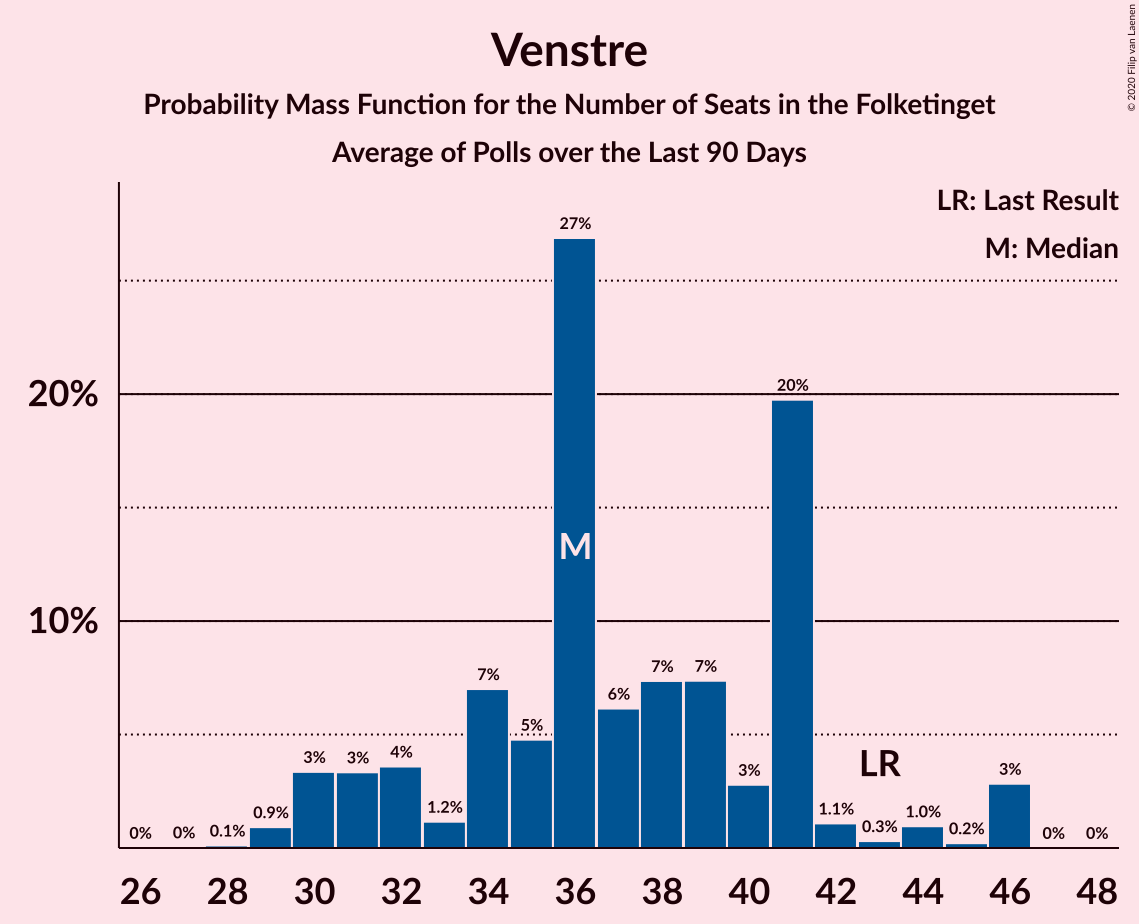 Venstre
Probability Mass Function for the Number of Seats in the Folketinget
Average of Polls over the Last 90 Days
© 2020 Filip van Laenen
LR: Last Result
M: Median
20%
10%
0%
0%
0.1%
0.9%
3%
3%
4%
1.2%
7%
5%
27%
6%
7%
7%
3%
20%
1.1%
0.3%
1.0%
0.2%
3%
0%
0%
M
LR
26 28 30 32 34 36 38 40 42 44 46 48